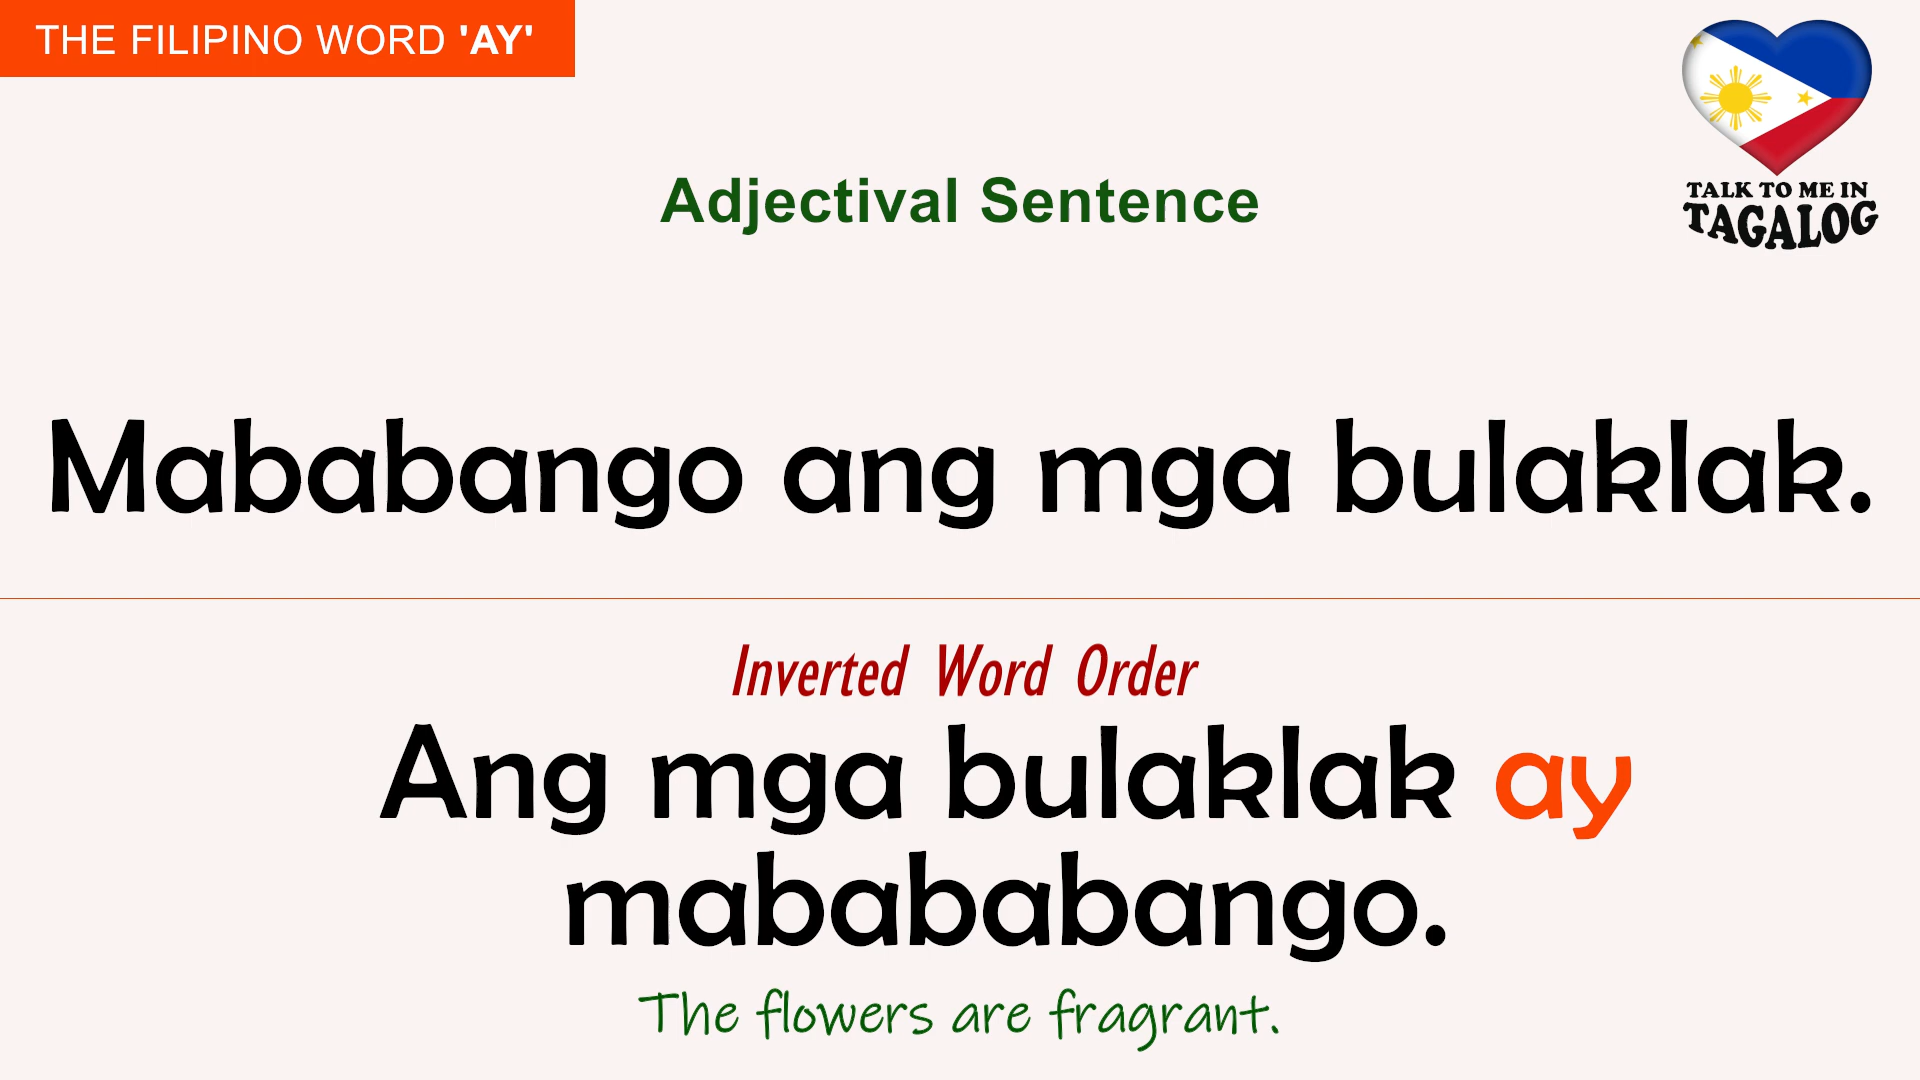 THE FILIPINO WORD 'AY'
TALK TO ME IN
TAGALOG
Adjectival Sentence
Mababango ang mga bulaklak.
Inverted Word Order
Ang mga bulaklak ay
mabababango.
The flowers are fragrant.